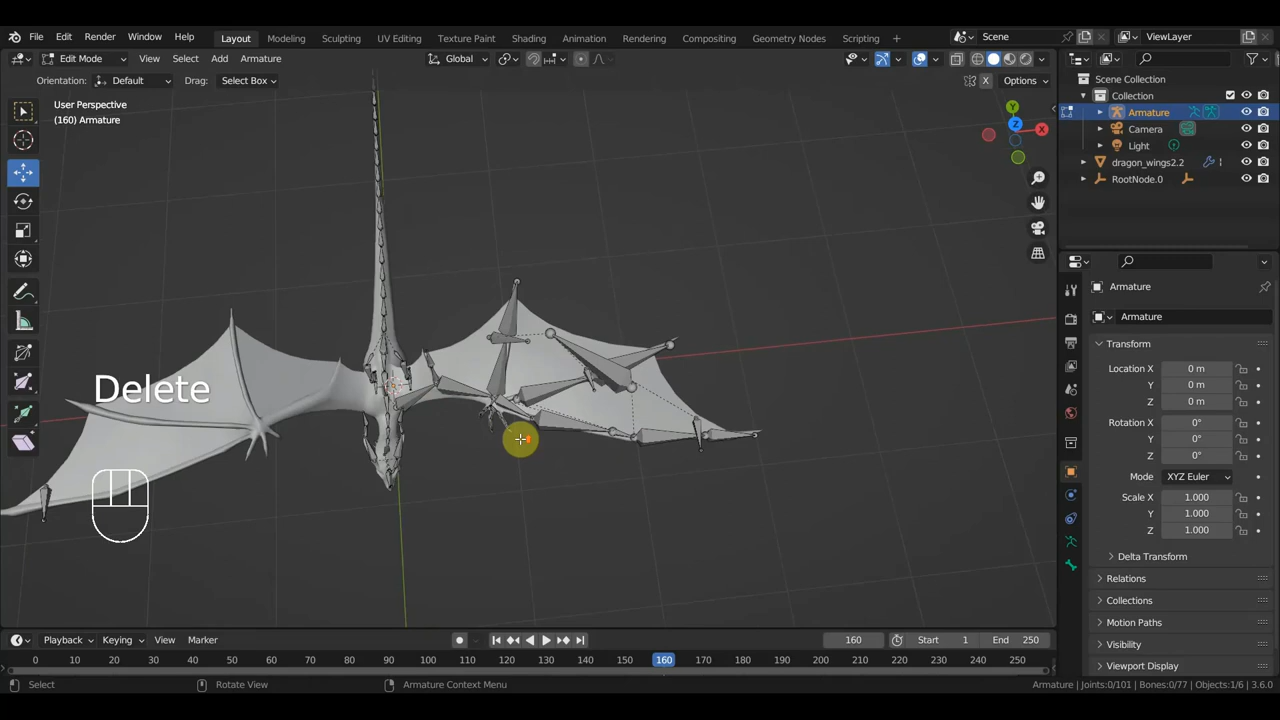 File Edit Render Window Help Layout Modeling Sculpting UV Editing Texture Paint Shading Animation Rendering Compositing Geometry Nodes Scripting + Scene ViewLayer
Edit Mode View Select Add Armature Global X Options
Orientation: Default Drag: Select Box
User Perspective
(160) Armature
Y
Z
X
Delete
Scene Collection
Collection
Armature
Camera
Light
dragon_wings2.2
RootNode.0
Armature
Armature
Transform
Location X 0 m
Y 0 m
Z 0 m
Rotation X 0°
Y 0°
Z 0°
Mode XYZ Euler
Scale X 1.000
Y 1.000
Z 1.000
Delta Transform
Relations
Collections
Motion Paths
Visibility
Viewport Display
Playback Keying View Marker 160 Start 1 End 250
0 10 20 30 40 50 60 70 80 90 100 110 120 130 140 150 160 170 180 190 200 210 220 230 240 250
Select Rotate View Armature Context Menu Armature | Joints:0/101 | Bones:0/77 | Objects:1/6 | 3.6.0